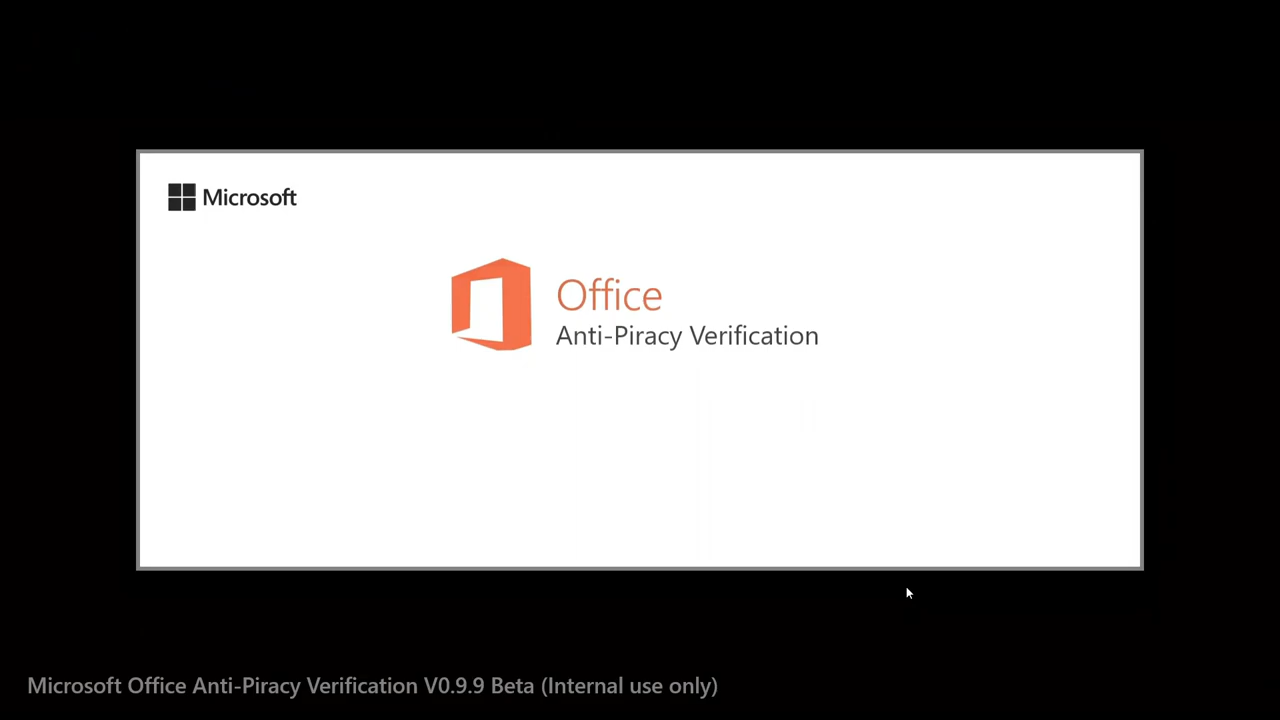 Microsoft
Office
Anti-Piracy Verification
Microsoft Office Anti-Piracy Verification V0.9.9 Beta (Internal use only)